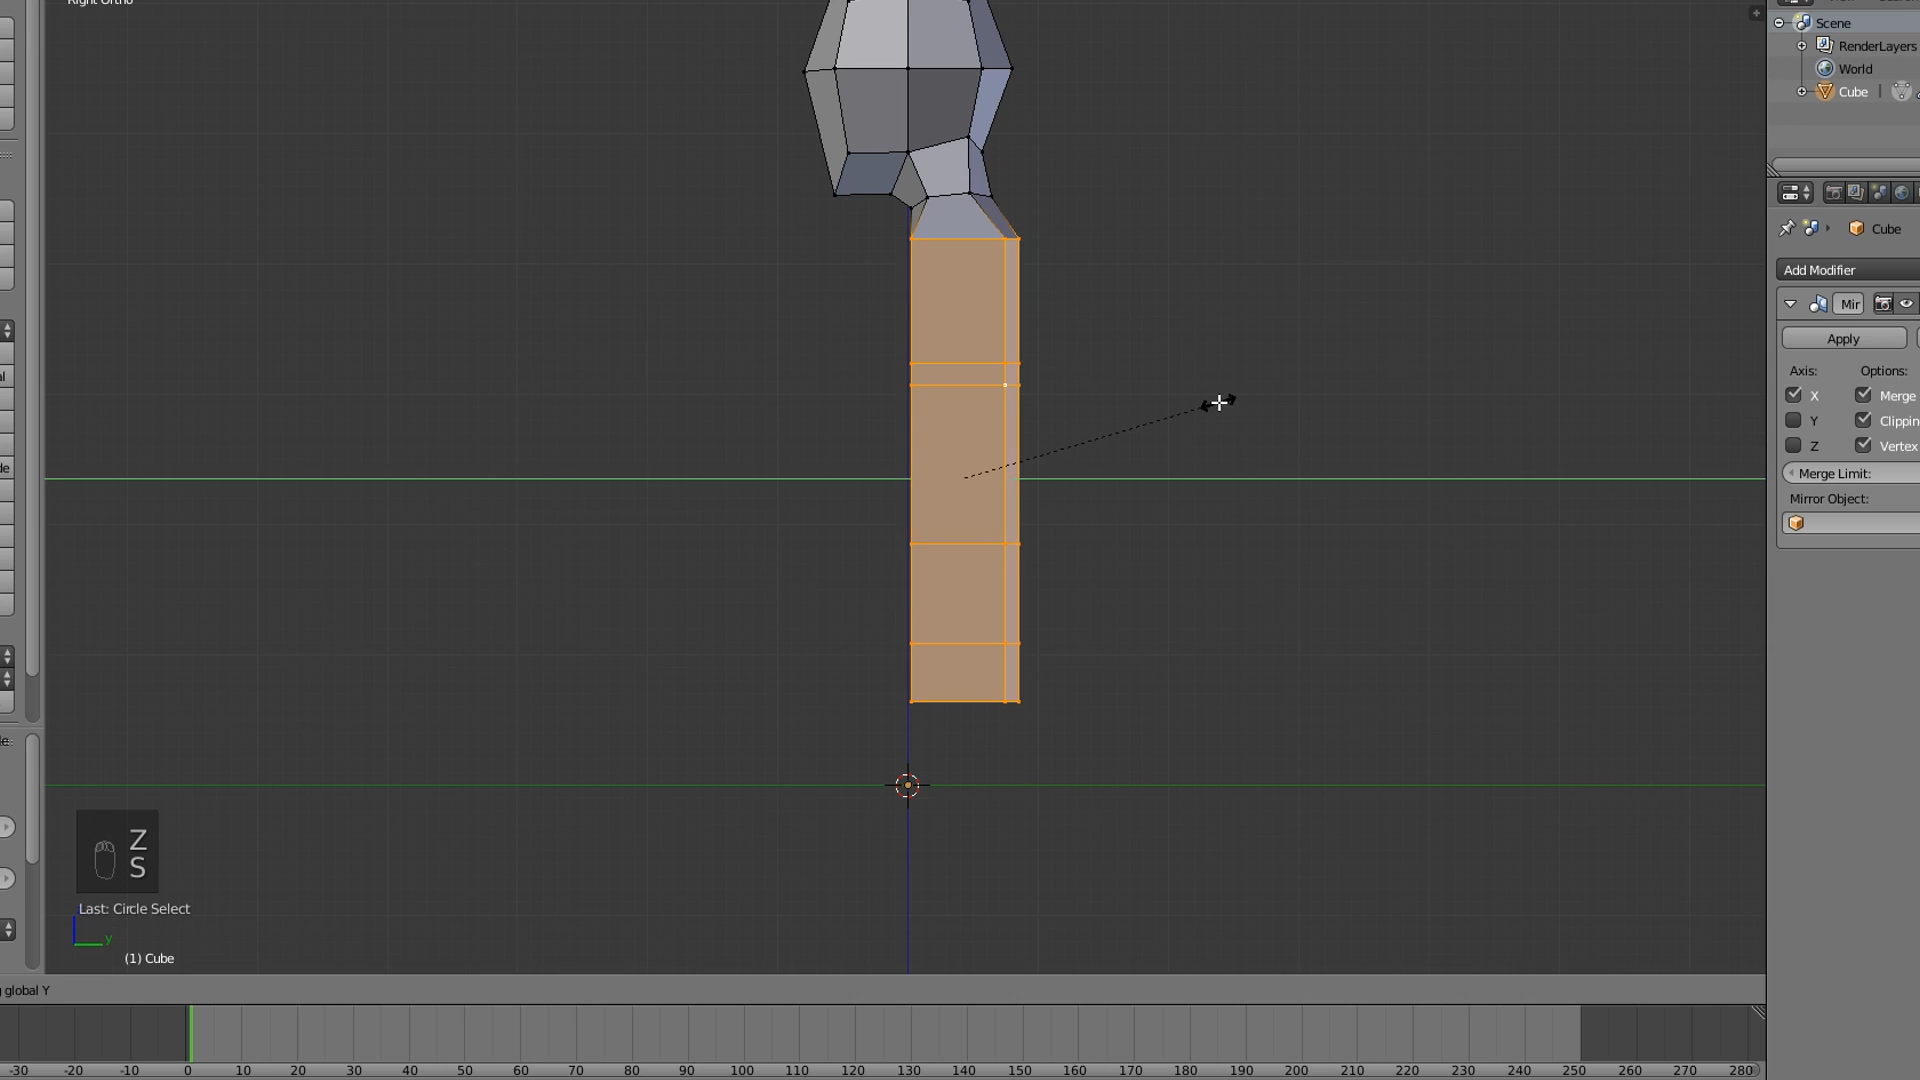 Right Ortho
Scene
RenderLayers
World
Cube
Cube
Add Modifier
Mir
Apply
Axis:
Options:
X
Merge
Y
Clippin
Z
Vertex
Merge Limit:
Mirror Object:
al
de
le:
Z
S
Last: Circle Select
y
(1) Cube
global Y
-30 -20 -10 0 10 20 30 40 50 60 70 80 90 100 110 120 130 140 150 160 170 180 190 200 210 220 230 240 250 260 270 280